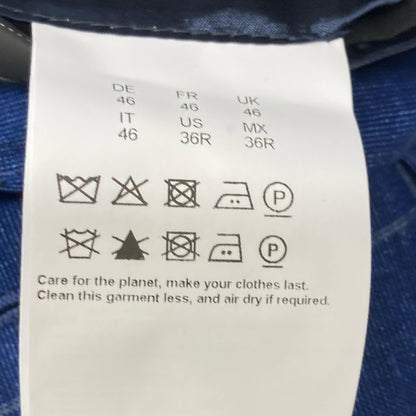 DE FR UK
46 46 46
IT US MX
46 36R 36R
P
P
Care for the planet, make your clothes last.
Clean this garment less, and air dry if required.